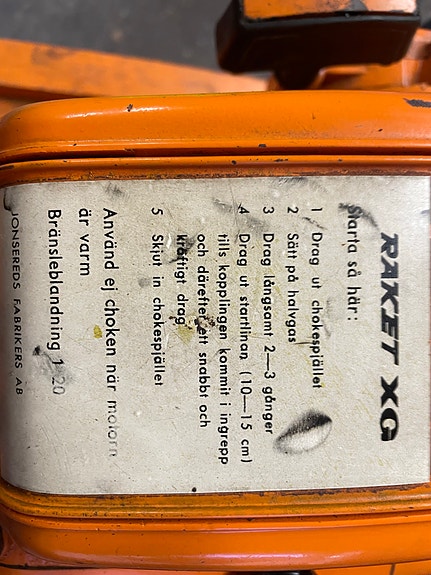 RAKET XG
Starta så här:
1 Drag ut chokespjället
2 Sätt på halvgas
3 Drag långsamt 2—3 gånger
4 Drag ut startlinan (10—15 cm)
tills kopplingen kommit i ingrepp
och därefter ett snabbt och
kraftigt drag
5 Skjut in chokespjället
Använd ej choken när motorn
är varm
Bränsleblandning 1:20
JONSEREDS FABRIKERS AB